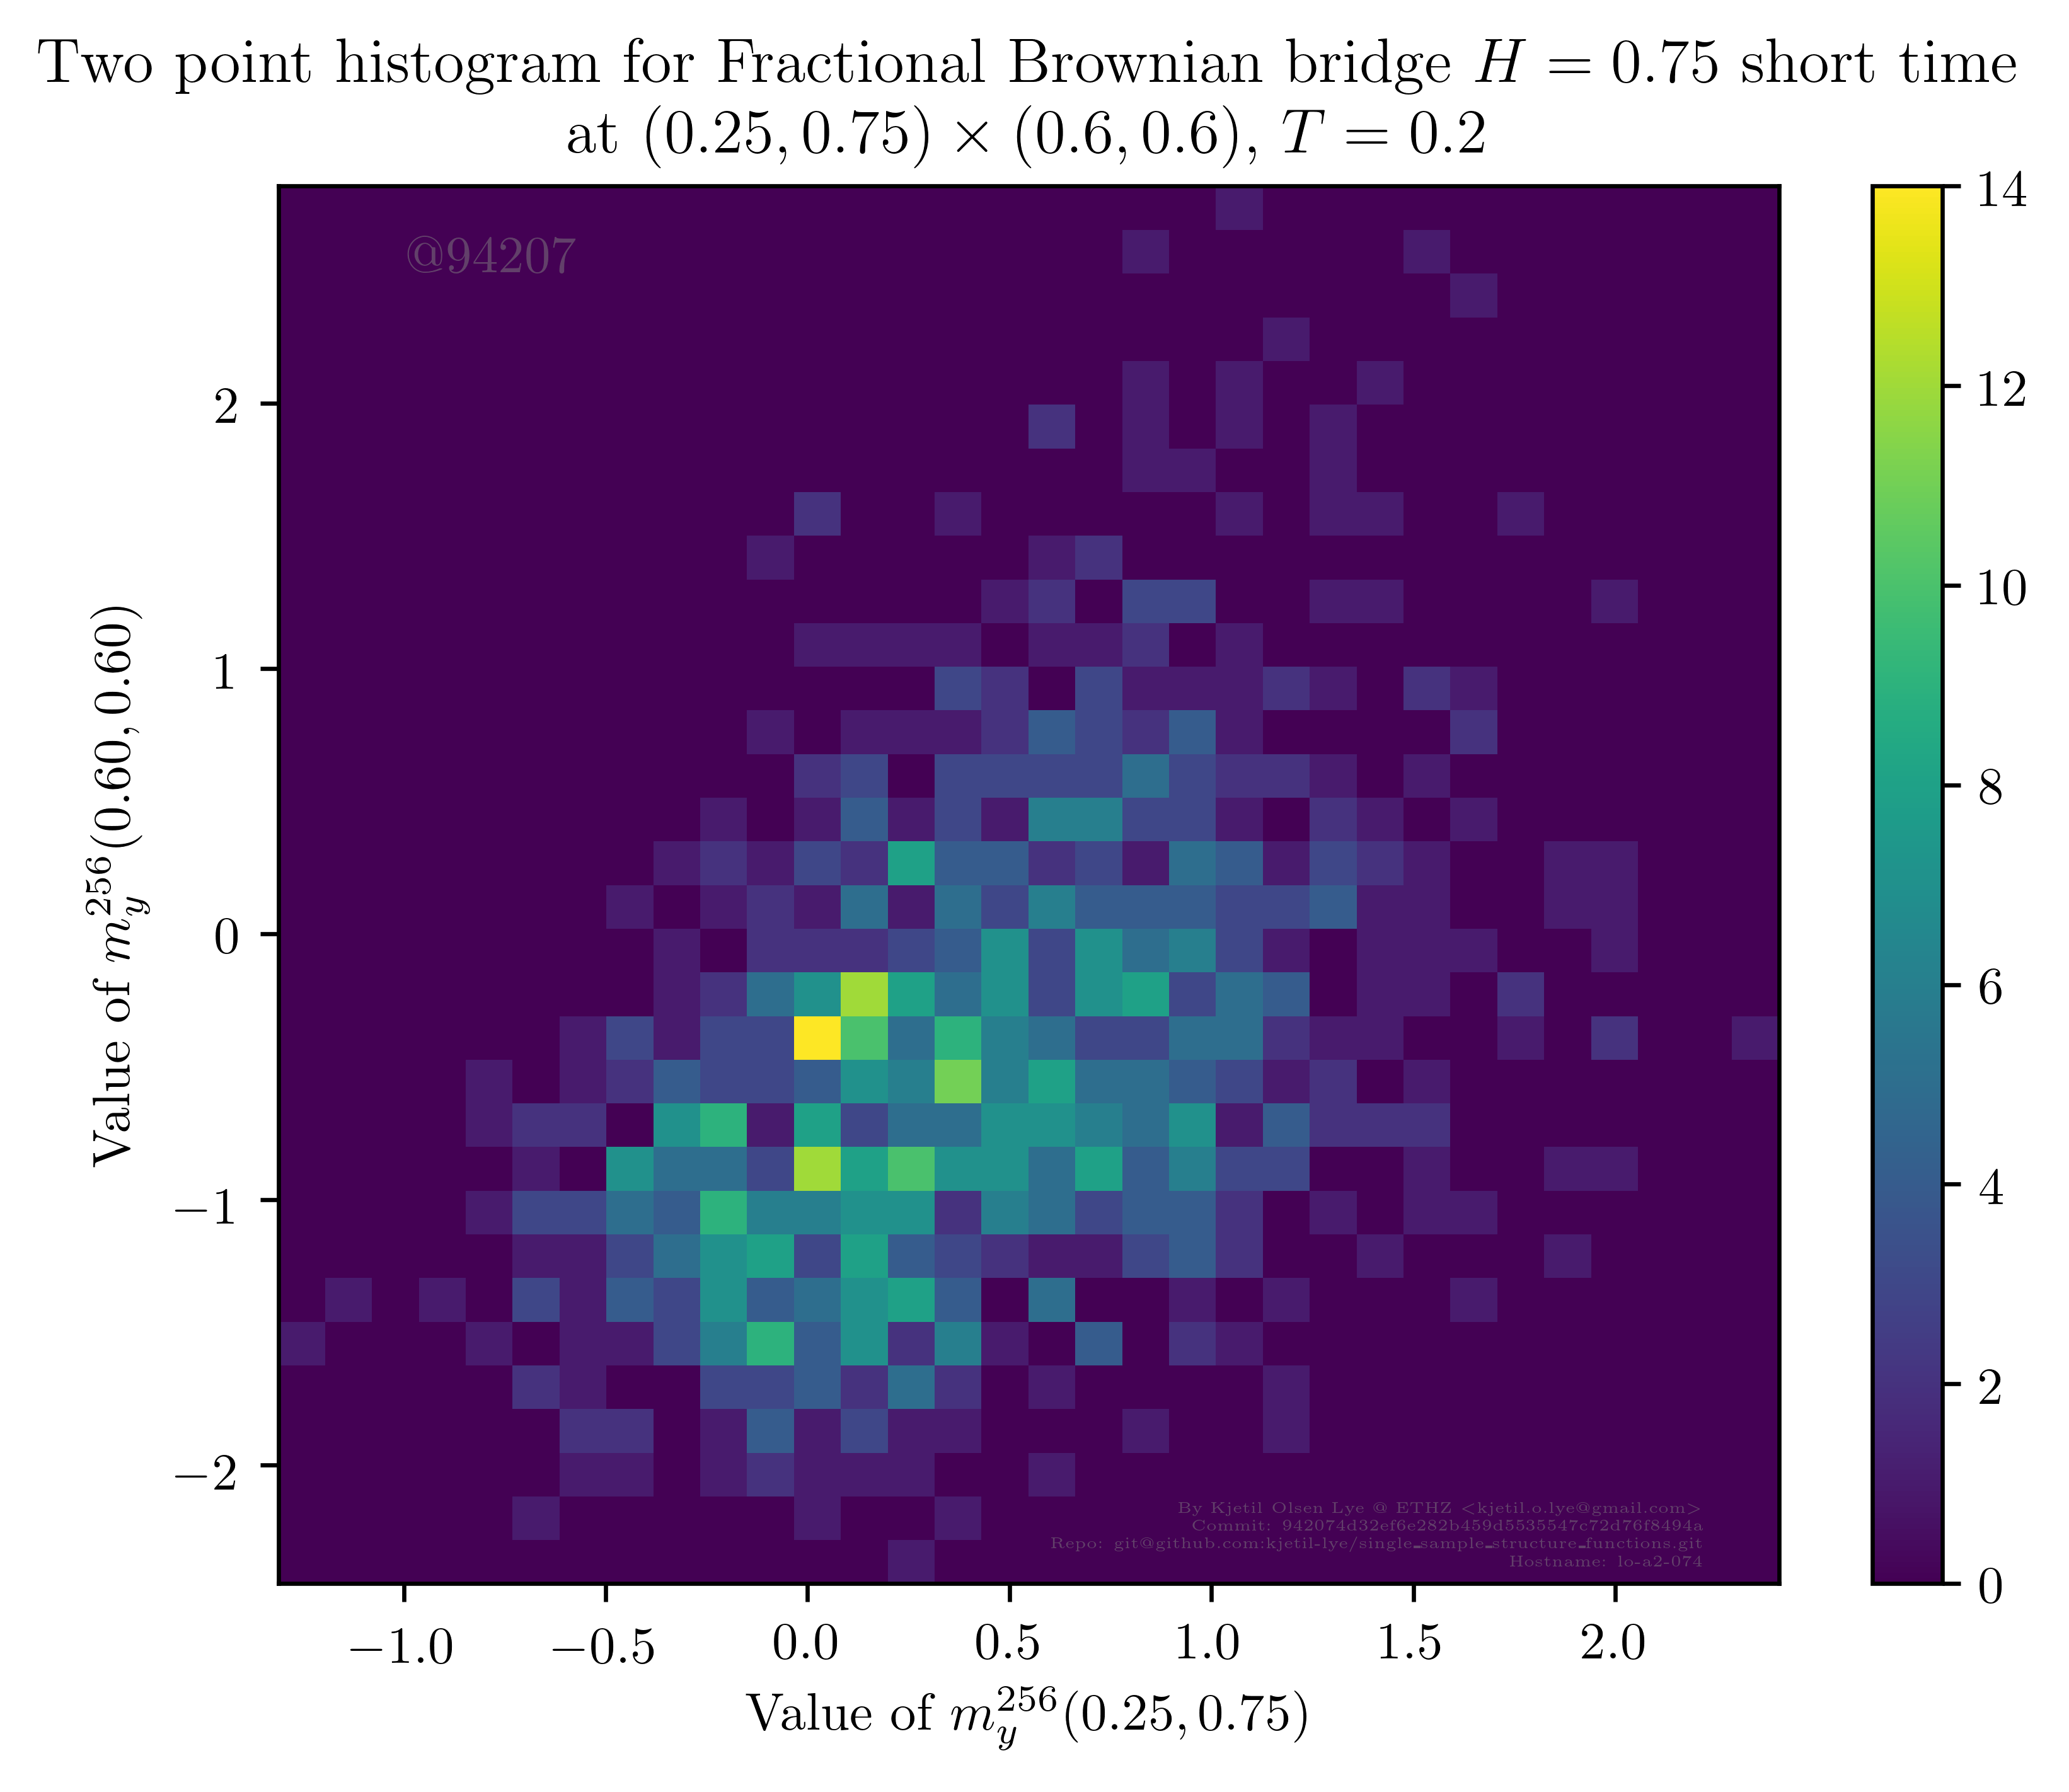 Two point histogram for Fractional Brownian bridge H = 0.75 short time
at (0.25, 0.75) × (0.6, 0.6), T = 0.2
@94207
14
12
10
8
6
4
2
0
2
1
0
−1
−2
Value of m_y^256(0.60, 0.60)
By Kjetil Olsen Lye @ ETHZ <kjetil.o.lye@gmail.com>
Commit: 942074d32ef6e282b459d5535547c72d76f8494a
Repo: git@github.com:kjetil-lye/single_sample_structure_functions.git
Hostname: lo-a2-074
−1.0 −0.5 0.0 0.5 1.0 1.5 2.0
Value of m_y^256(0.25, 0.75)